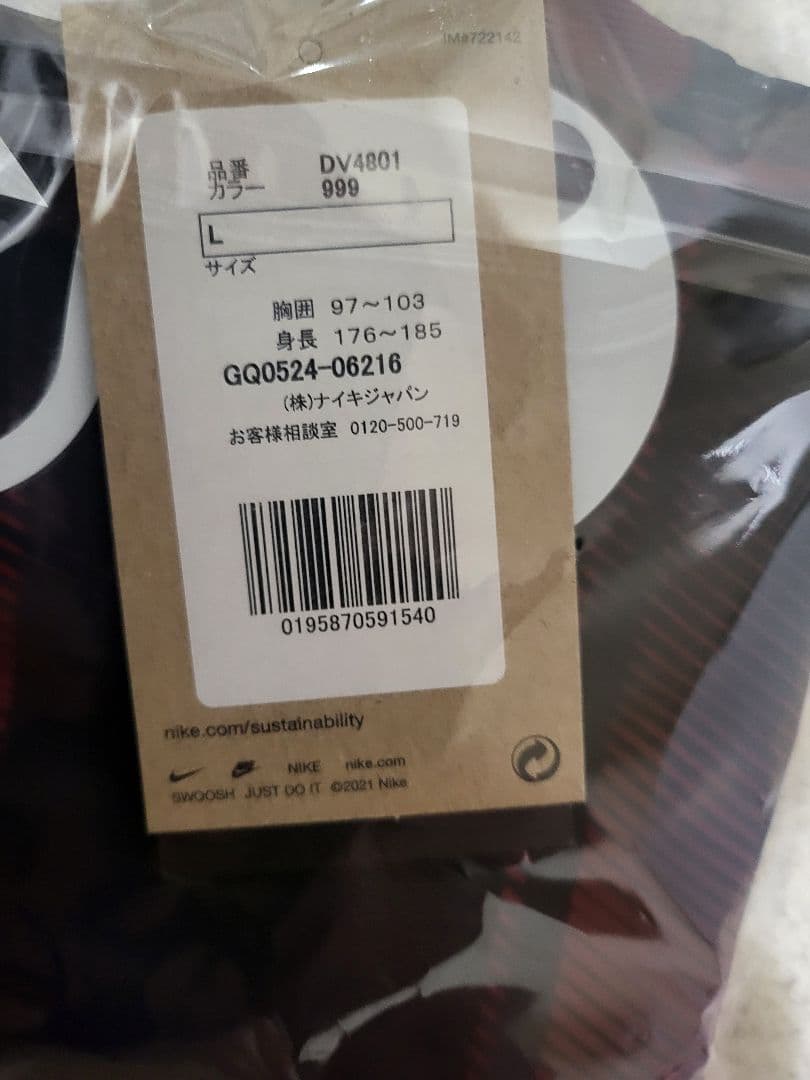 IM#722142
品番 DV4801
カラー 999
L
サイズ
胸囲 97～103
身長 176～185
GQ0524-06216
(株)ナイキジャパン
お客様相談室 0120-500-719
0195870591540
nike.com/sustainability
NIKE nike.com
SWOOSH JUST DO IT ©2021 Nike